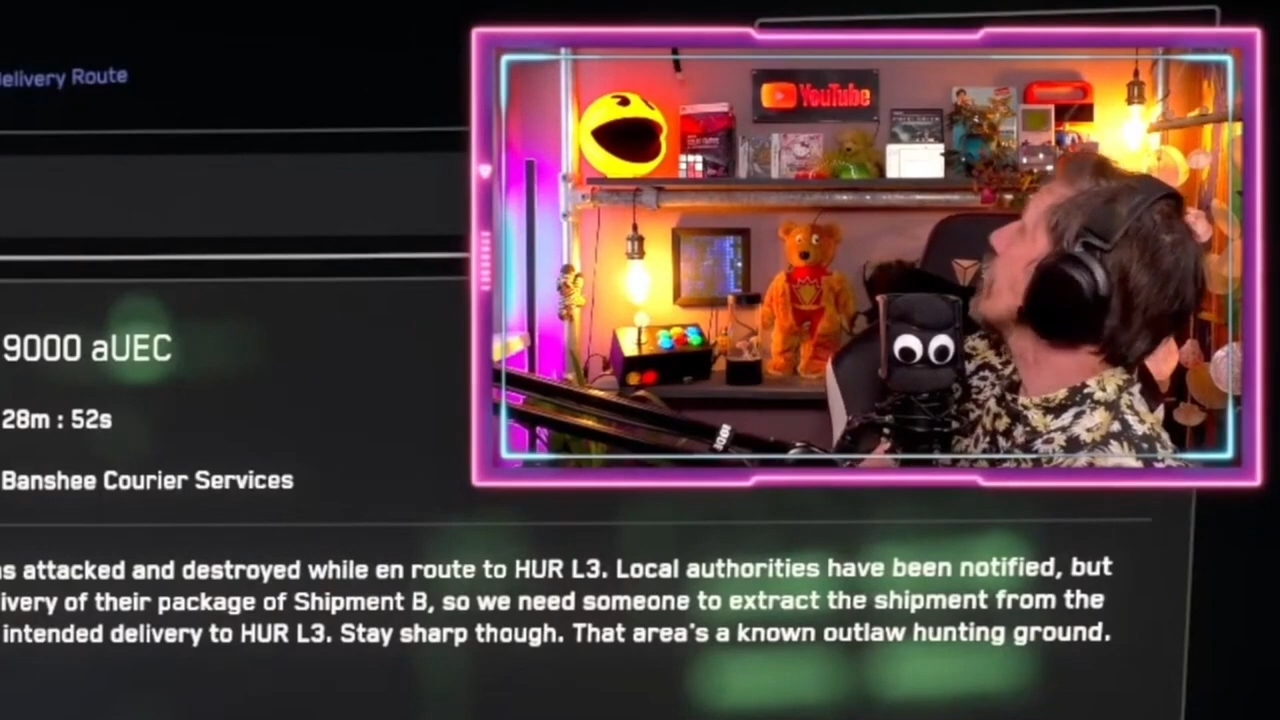 Delivery Route
YouTube
9000 aUEC
28m : 52s
Banshee Courier Services
as attacked and destroyed while en route to HUR L3. Local authorities have been notified, but
ivery of their package of Shipment B, so we need someone to extract the shipment from the
intended delivery to HUR L3. Stay sharp though. That area's a known outlaw hunting ground.